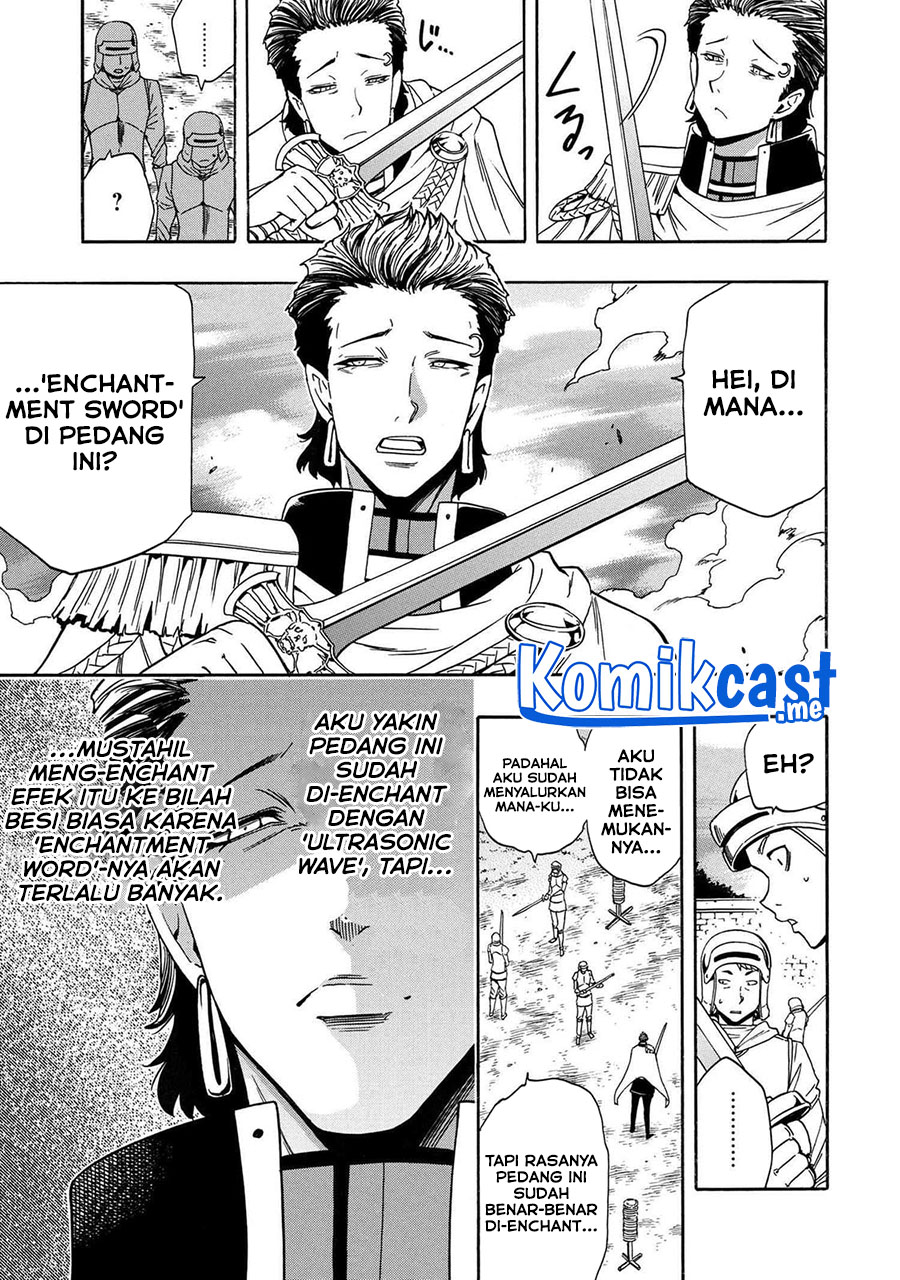 くるっ
じ…
………
?
HEI, DI
MANA...
...'ENCHANT-
MENT SWORD'
DI PEDANG
INI?
Komikcast
.me
EH?
………
AKU
TIDAK
BISA
MENE-
MUKAN-
NYA...
PADAHAL
AKU SUDAH
MENYALURKAN
MANA-KU...
TAPI RASANYA
PEDANG INI
SUDAH
BENAR-BENAR
DI-ENCHANT...
AKU YAKIN
PEDANG INI
SUDAH
DI-ENCHANT
DENGAN
'ULTRASONIC
WAVE', TAPI...
...MUSTAHIL
MENG-ENCHANT
EFEK ITU KE BILAH
BESI BIASA KARENA
'ENCHANTMENT
WORD'-NYA AKAN
TERLALU BANYAK.